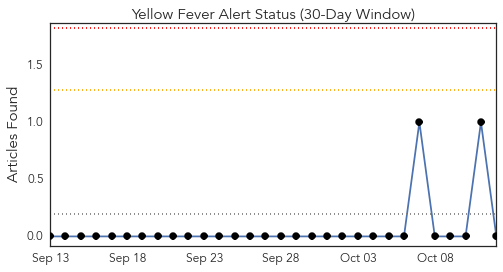 Yellow Fever Alert Status (30-Day Window)
Articles Found
1.5
1.0
0.5
0.0
Sep 13 Sep 18 Sep 23 Sep 28 Oct 03 Oct 08